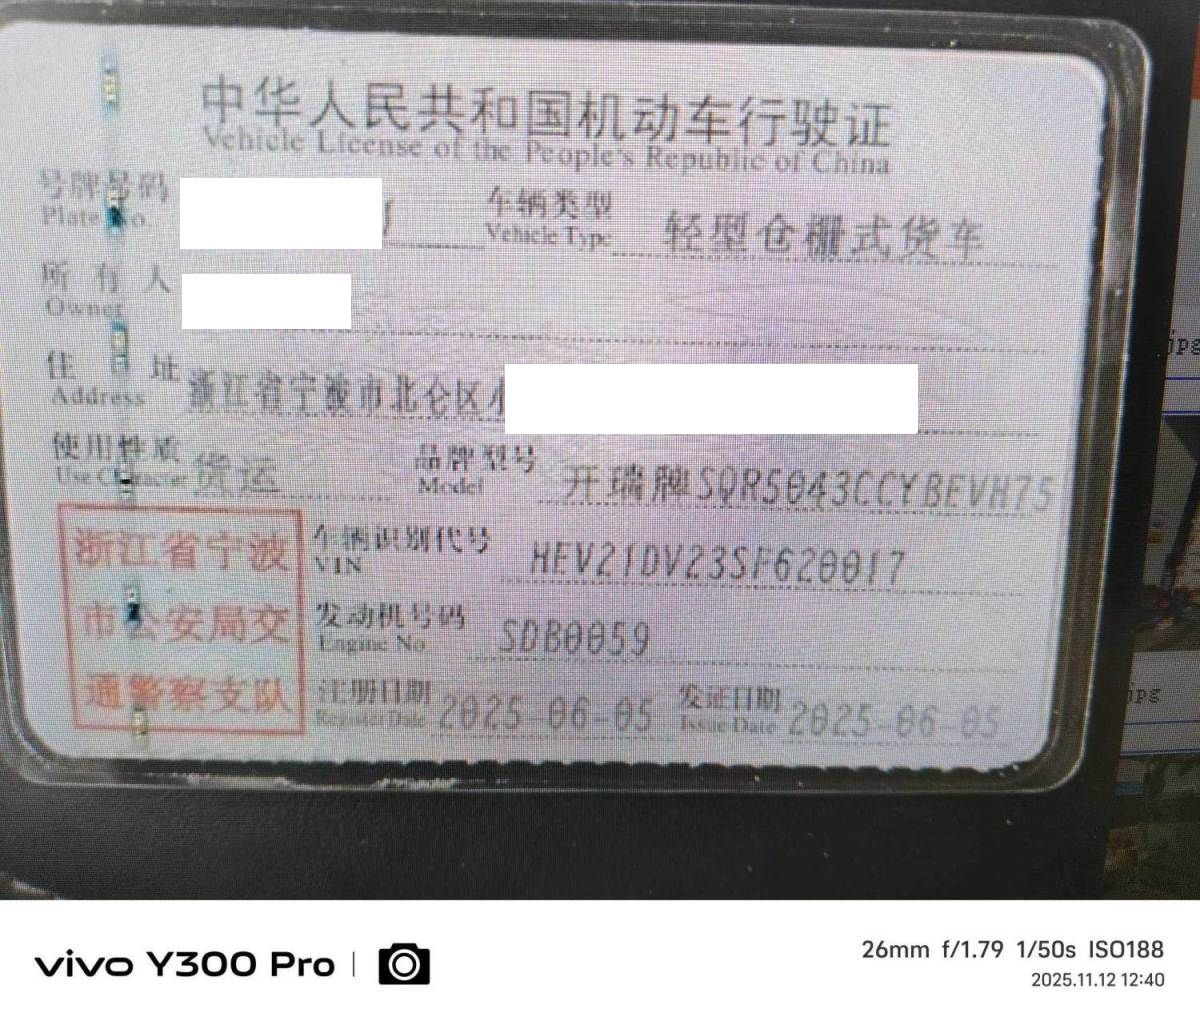 中华人民共和国机动车行驶证
Vehicle License of the People's Republic of China
号牌号码
Plate No.
车辆类型 轻型仓栅式货车
Vehicle Type
所有人
Owner
住址 浙江省宁波市北仑区小
Address
使用性质 货运
Use Character
品牌型号 开瑞牌SQR5043CCYBEVH75
Model
浙江省宁波
市公安局交
通警察支队
车辆识别代号 HEV21DV23SF620017
VIN
发动机号码 SDB0059
Engine No
注册日期 2025-06-05
Register Date
发证日期 2025-06-05
Issue Date
jpg
jpg
vivo Y300 Pro
26mm f/1.79 1/50s ISO188
2025.11.12 12:40